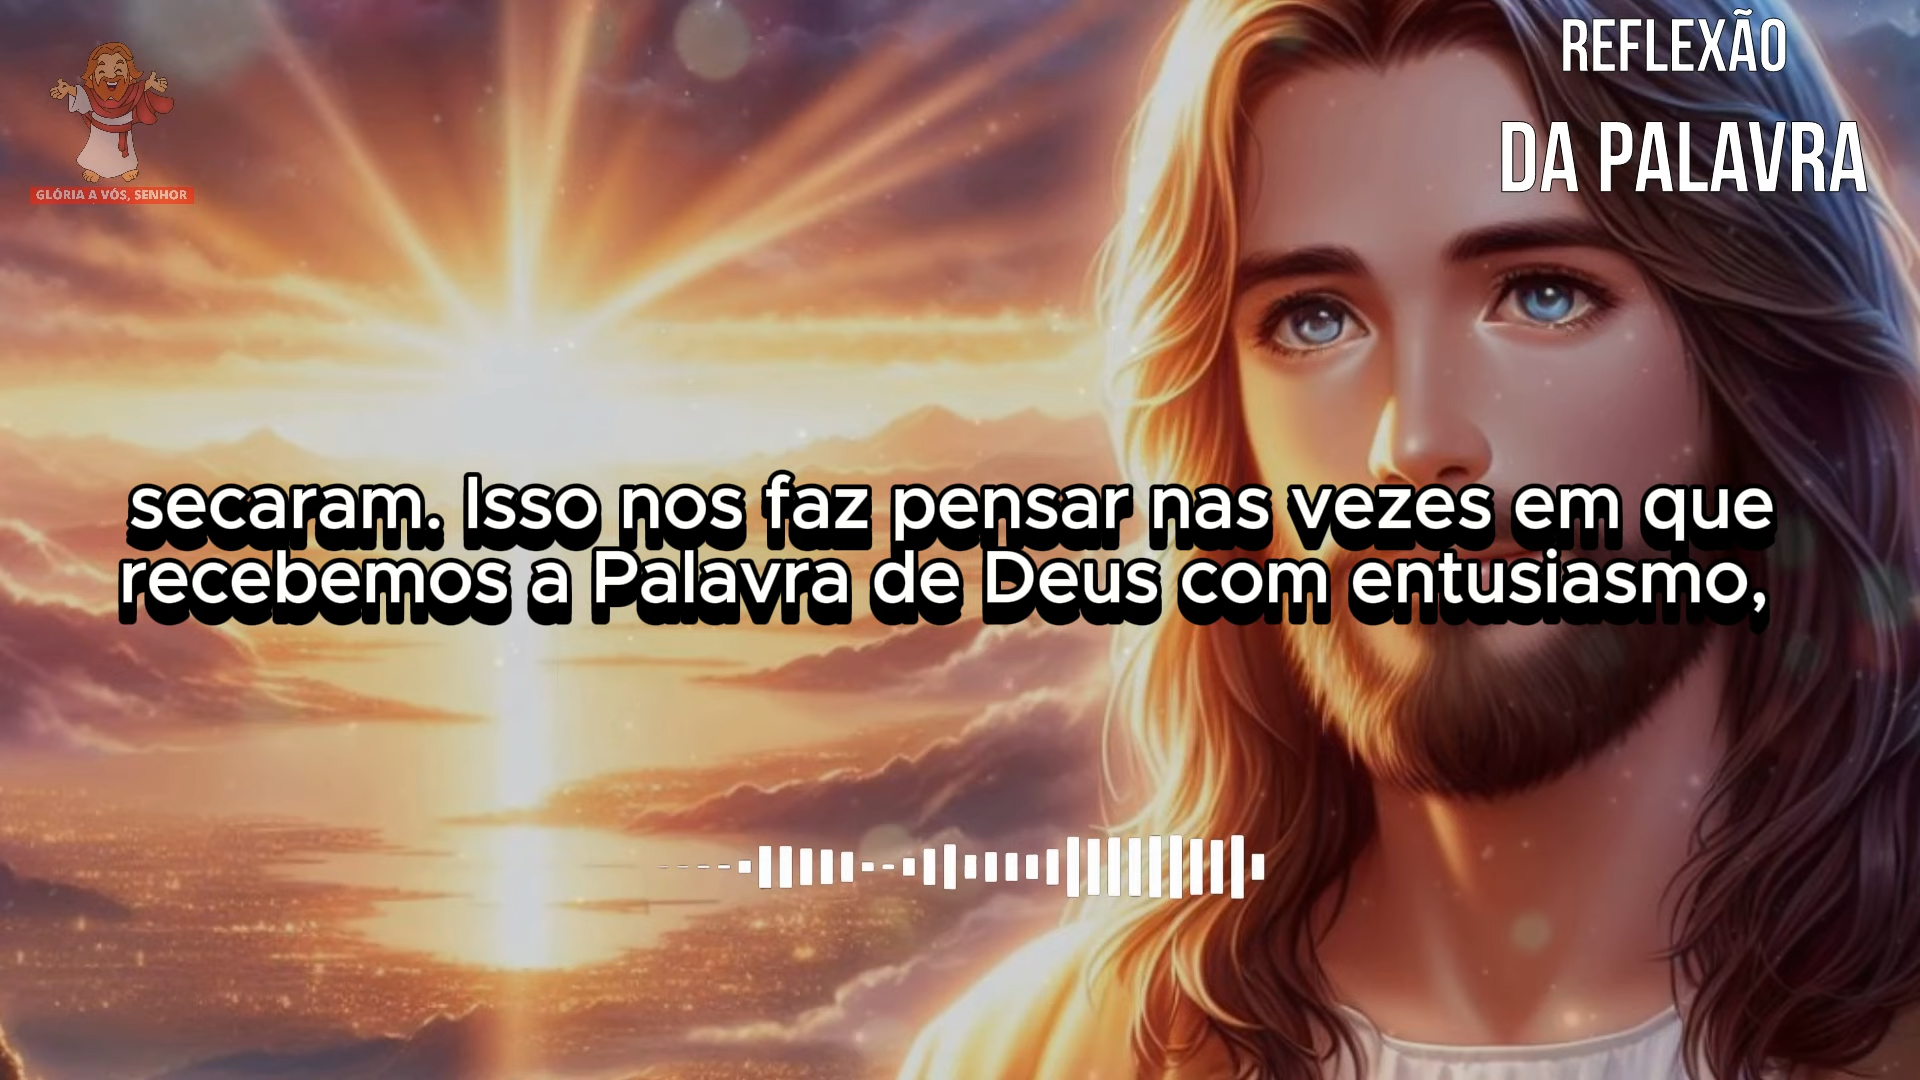 REFLEXÃO
DA PALAVRA
GLÓRIA A VÓS, SENHOR
secaram. Isso nos faz pensar nas vezes em que
recebemos a Palavra de Deus com entusiasmo,